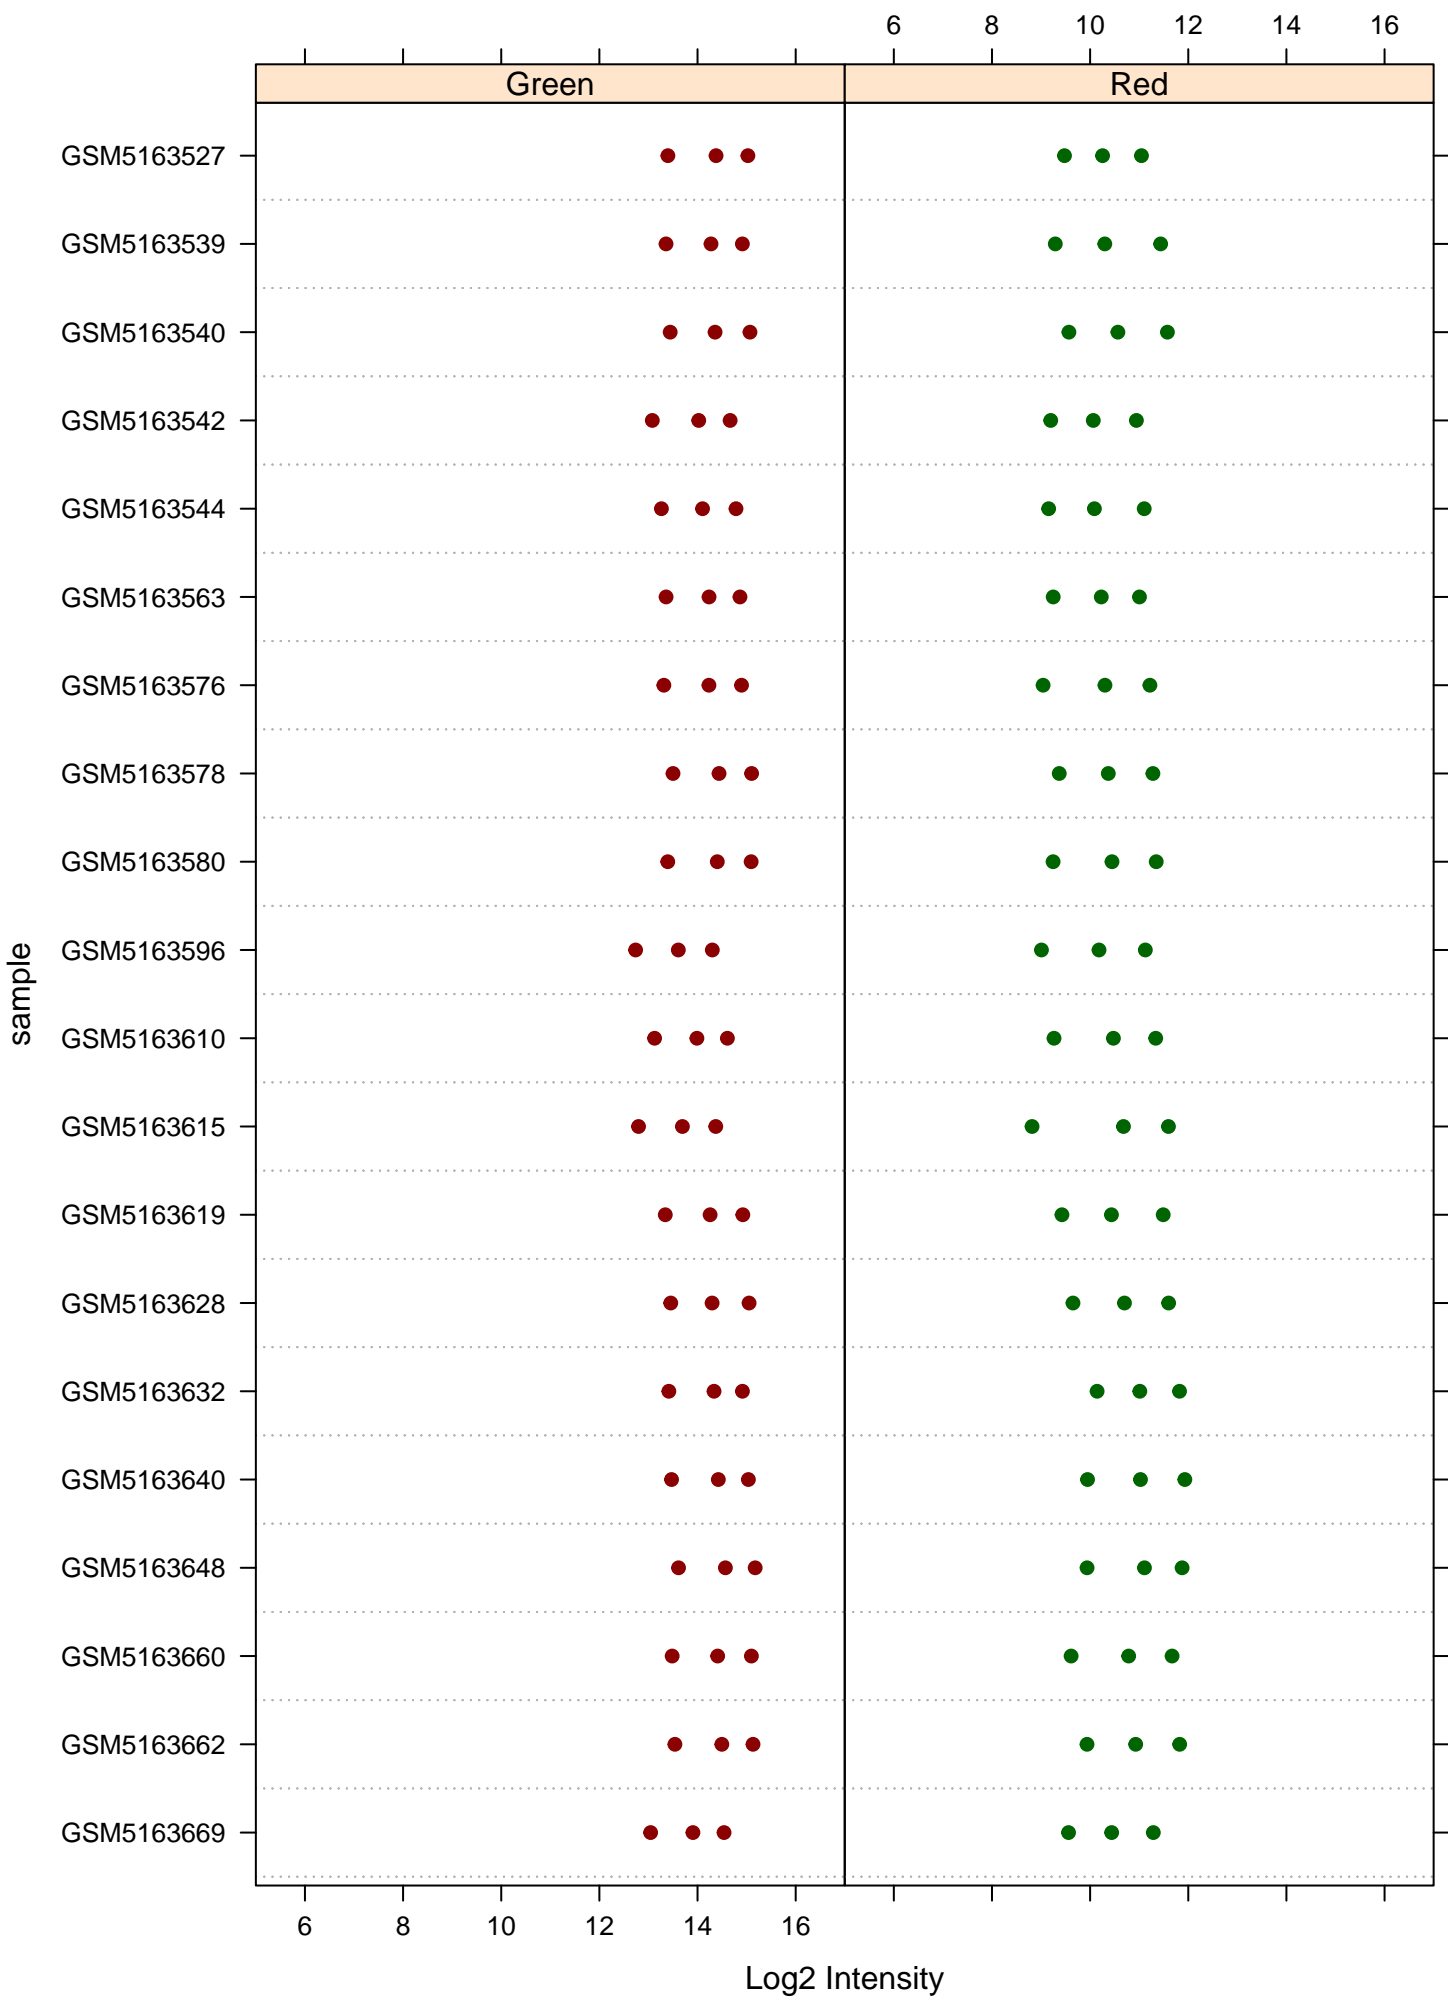 6 8 10 12 14 16
Green Red
GSM5163527
GSM5163539
GSM5163540
GSM5163542
GSM5163544
GSM5163563
GSM5163576
GSM5163578
GSM5163580
GSM5163596
GSM5163610
GSM5163615
GSM5163619
GSM5163628
GSM5163632
GSM5163640
GSM5163648
GSM5163660
GSM5163662
GSM5163669
sample
6 8 10 12 14 16
Log2 Intensity